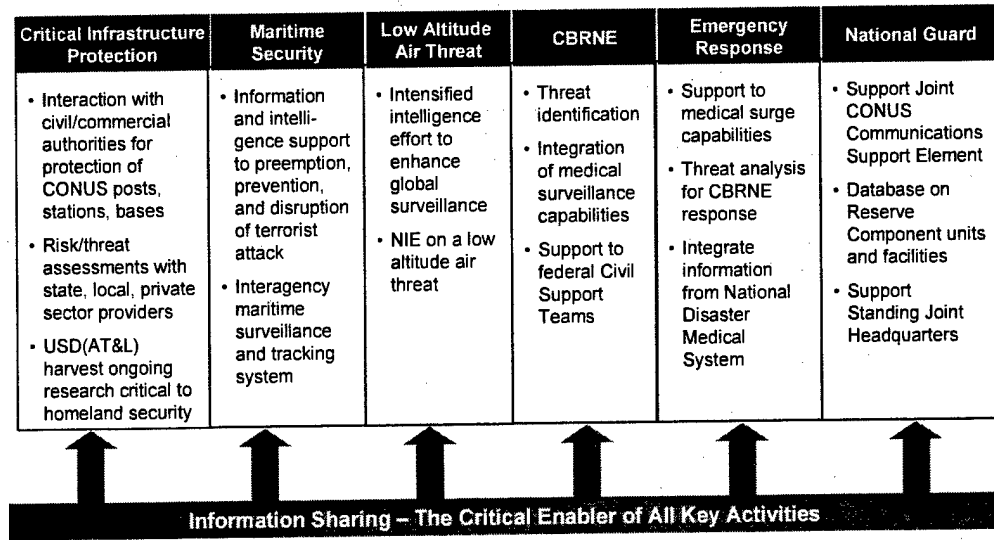 Critical Infrastructure
Protection
• Interaction with
civil/commercial
authorities for
protection of
CONUS posts,
stations, bases
• Risk/threat
assessments with
state, local, private
sector providers
• USD(AT&L)
harvest ongoing
research critical to
homeland security
Maritime
Security
• Information
and intelli-
gence support
to preemption,
prevention,
and disruption
of terrorist
attack
• Interagency
maritime
surveillance
and tracking
system
Low Altitude
Air Threat
• Intensified
intelligence
effort to
enhance
global
surveillance
• NIE on a low
altitude air
threat
CBRNE
• Threat
identification
• Integration
of medical
surveillance
capabilities
• Support to
federal Civil
Support
Teams
Emergency
Response
• Support to
medical surge
capabilities
• Threat analysis
for CBRNE
response
• Integrate
information
from National
Disaster
Medical
System
National Guard
• Support Joint
CONUS
Communications
Support Element
• Database on
Reserve
Component units
and facilities
• Support
Standing Joint
Headquarters
Information Sharing – The Critical Enabler of All Key Activities